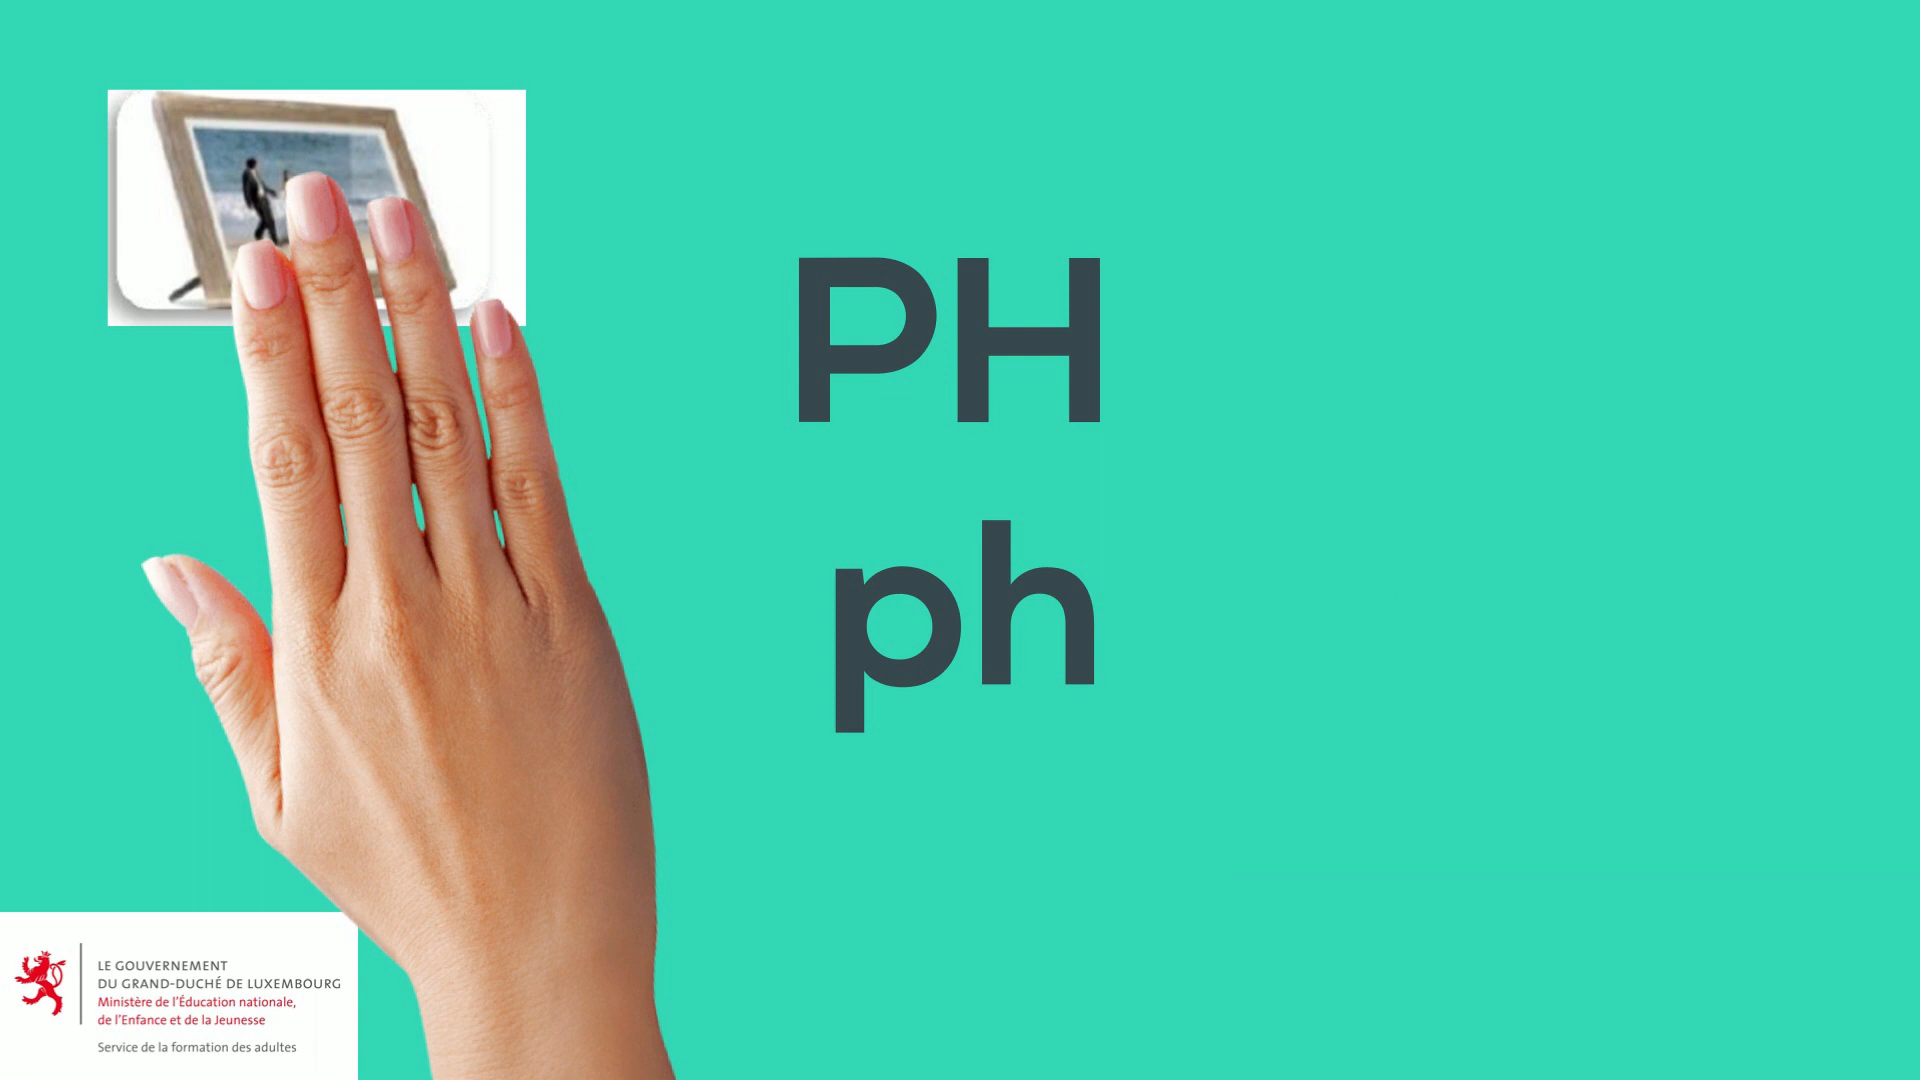 PH
ph
LE GOUVERNEMENT
DU GRAND-DUCHÉ DE LUXEMBOURG
Ministère de l'Éducation nationale,
de l'Enfance et de la Jeunesse
Service de la formation des adultes